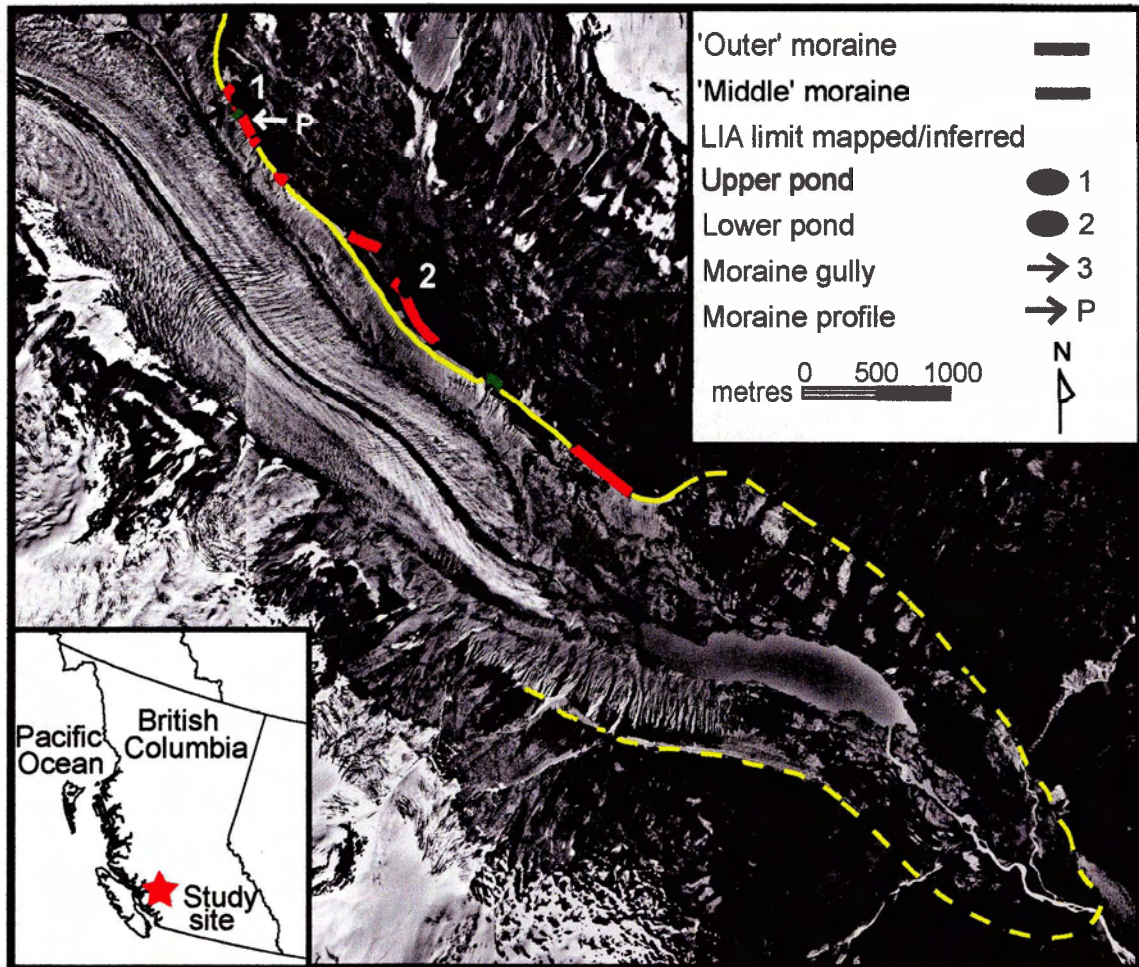 1
3
P
2
'Outer' moraine
'Middle' moraine
LIA limit mapped/inferred
Upper pond 1
Lower pond 2
Moraine gully 3
Moraine profile P
N
0 500 1000
metres
Pacific
Ocean
British
Columbia
Study
site